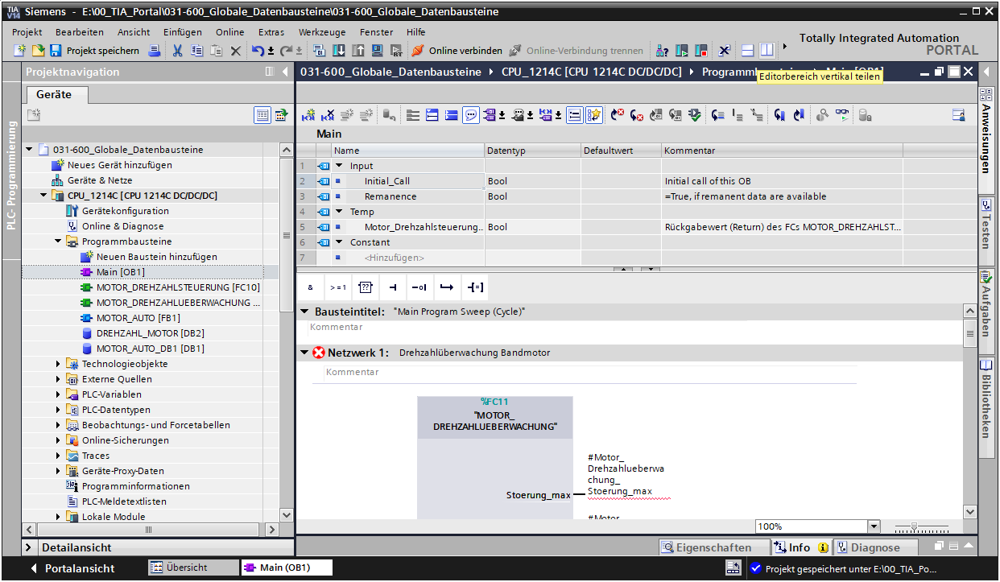 Siemens - E:\00_TIA_Portal\031-600_Globale_Datenbausteine\031-600_Globale_Datenbausteine
Projekt Bearbeiten Ansicht Einfügen Online Extras Werkzeuge Fenster Hilfe
Totally Integrated Automation
PORTAL
Projekt speichern Online verbinden Online-Verbindung trennen
Projektnavigation
031-600_Globale_Datenbausteine CPU_1214C [CPU 1214C DC/DC/DC]
Editorbereich vertikal teilen
Geräte
PLC-Programmierung
031-600_Globale_Datenbausteine
Neues Gerät hinzufügen
Geräte & Netze
CPU_1214C [CPU 1214C DC/DC/DC]
Gerätekonfiguration
Online & Diagnose
Programmbausteine
Neuen Baustein hinzufügen
Main [OB1]
MOTOR_DREHZAHLSTEUERUNG [FC10]
MOTOR_DREHZAHLUEBERWACHUNG ...
MOTOR_AUTO [FB1]
DREHZAHL_MOTOR [DB2]
MOTOR_AUTO_DB1 [DB1]
Technologieobjekte
Externe Quellen
PLC-Variablen
PLC-Datentypen
Beobachtungs- und Forcetabellen
Online-Sicherungen
Traces
Geräte-Proxy-Daten
Programminformationen
PLC-Meldetextlisten
Lokale Module
Detailansicht
Main
Name Datentyp Defaultwert Kommentar
1 Input
2 Initial_Call Bool Initial call of this OB
3 Remanence Bool =True, if remanent data are available
4 Temp
5 Motor_Drehzahlsteuerung.. Bool Rückgabewert (Return) des FCs MOTOR_DREHZAHLST...
6 Constant
7 <Hinzufügen>
& >=1 ?? -o|
Bausteintitel: "Main Program Sweep (Cycle)"
Kommentar
Netzwerk 1: Drehzahlüberwachung Bandmotor
Kommentar
%FC11
"MOTOR_
DREHZAHLUEBERWACHUNG"
#Motor_
Drehzahlueberwa
chung_
Stoerung_max
Stoerung_max
#Motor_
100%
Eigenschaften Info Diagnose
Anweisungen
Testen
Aufgaben
Bibliotheken
Portalansicht Übersicht Main (OB1) Projekt gespeichert unter E:\00_TIA_Po...